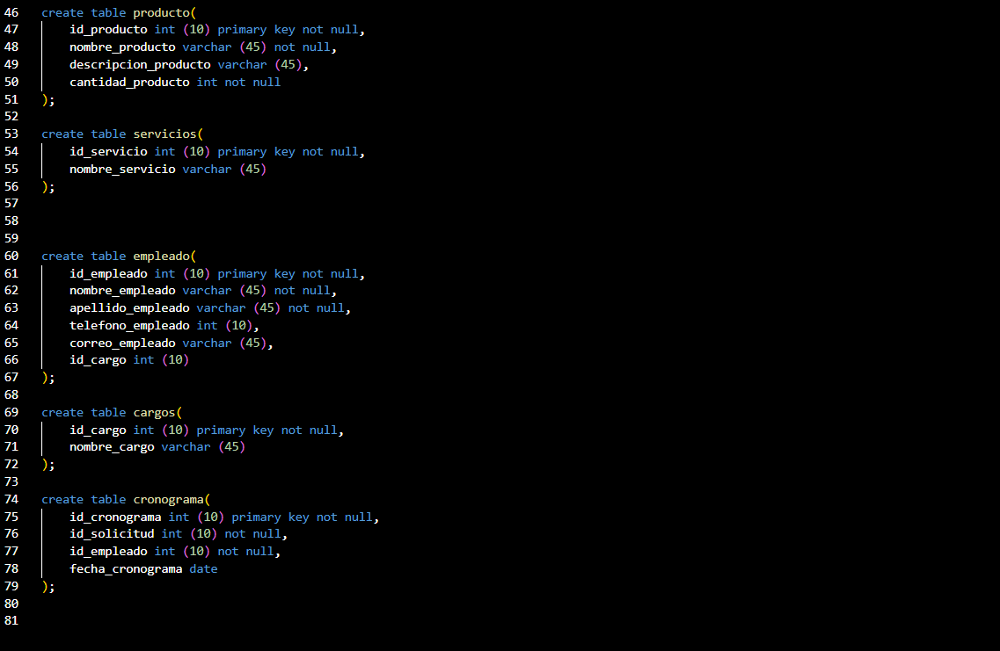 46 create table producto(
47 id_producto int (10) primary key not null,
48 nombre_producto varchar (45) not null,
49 descripcion_producto varchar (45),
50 cantidad_producto int not null
51 );
52
53 create table servicios(
54 id_servicio int (10) primary key not null,
55 nombre_servicio varchar (45)
56 );
57
58
59
60 create table empleado(
61 id_empleado int (10) primary key not null,
62 nombre_empleado varchar (45) not null,
63 apellido_empleado varchar (45) not null,
64 telefono_empleado int (10),
65 correo_empleado varchar (45),
66 id_cargo int (10)
67 );
68
69 create table cargos(
70 id_cargo int (10) primary key not null,
71 nombre_cargo varchar (45)
72 );
73
74 create table cronograma(
75 id_cronograma int (10) primary key not null,
76 id_solicitud int (10) not null,
77 id_empleado int (10) not null,
78 fecha_cronograma date
79 );
80
81